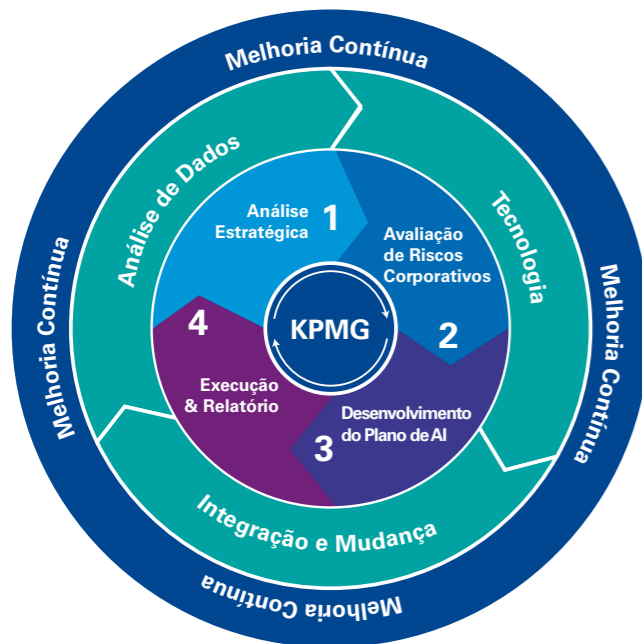 Melhoria Contínua
Análise de Dados
Tecnologia
Melhoria Contínua
Melhoria Contínua
Análise
Estratégica
1
Avaliação
de Riscos
Corporativos
2
KPMG
4
Execução
& Relatório
3
Desenvolvimento
do Plano de AI
Integração e Mudança
Melhoria Contínua